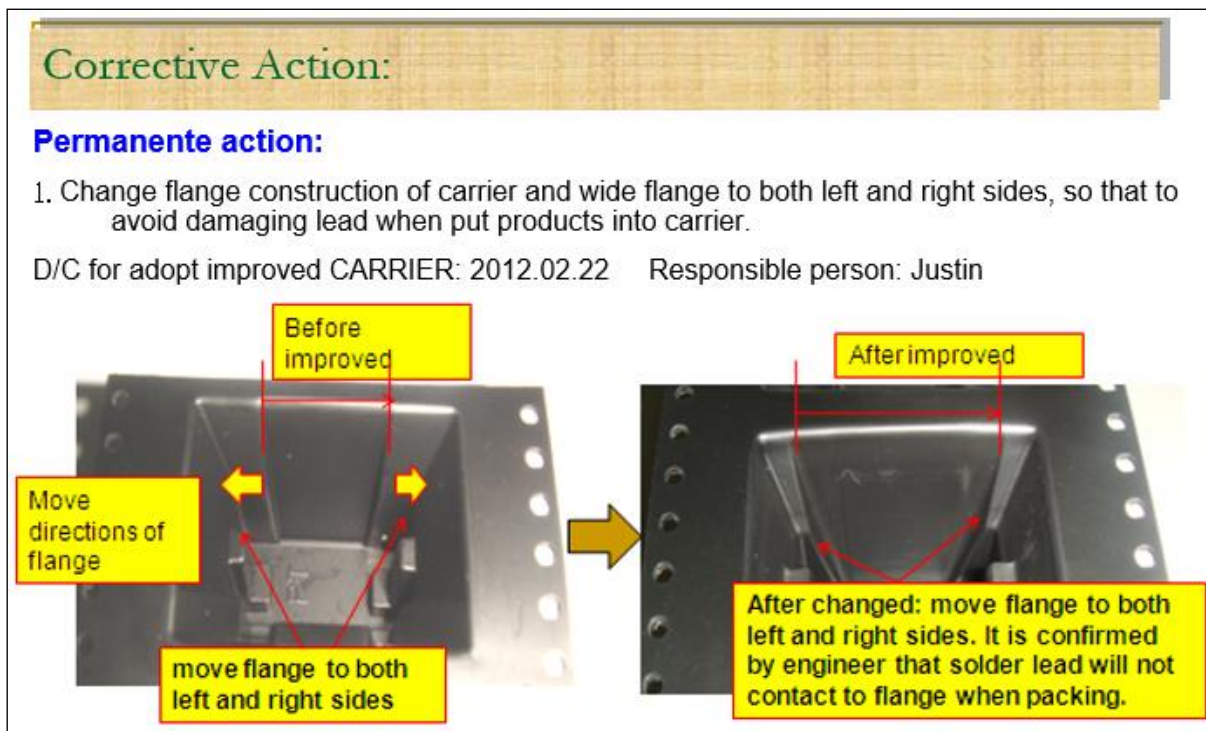 Corrective Action:
Permanente action:
1. Change flange construction of carrier and wide flange to both left and right sides, so that to
avoid damaging lead when put products into carrier.
D/C for adopt improved CARRIER: 2012.02.22 Responsible person: Justin
Before
improved
After improved
Move
directions of
flange
move flange to both
left and right sides
After changed: move flange to both
left and right sides. It is confirmed
by engineer that solder lead will not
contact to flange when packing.